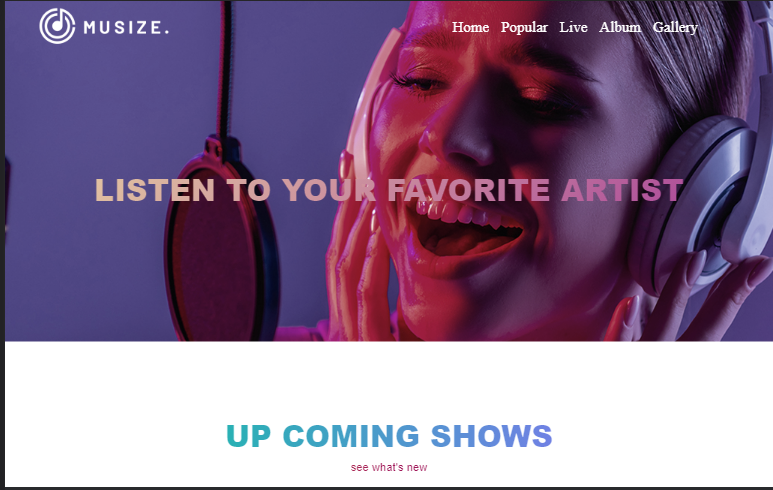 MUSIZE.
Home Popular Live Album Gallery
LISTEN TO YOUR FAVORITE ARTIST
UP COMING SHOWS
see what's new